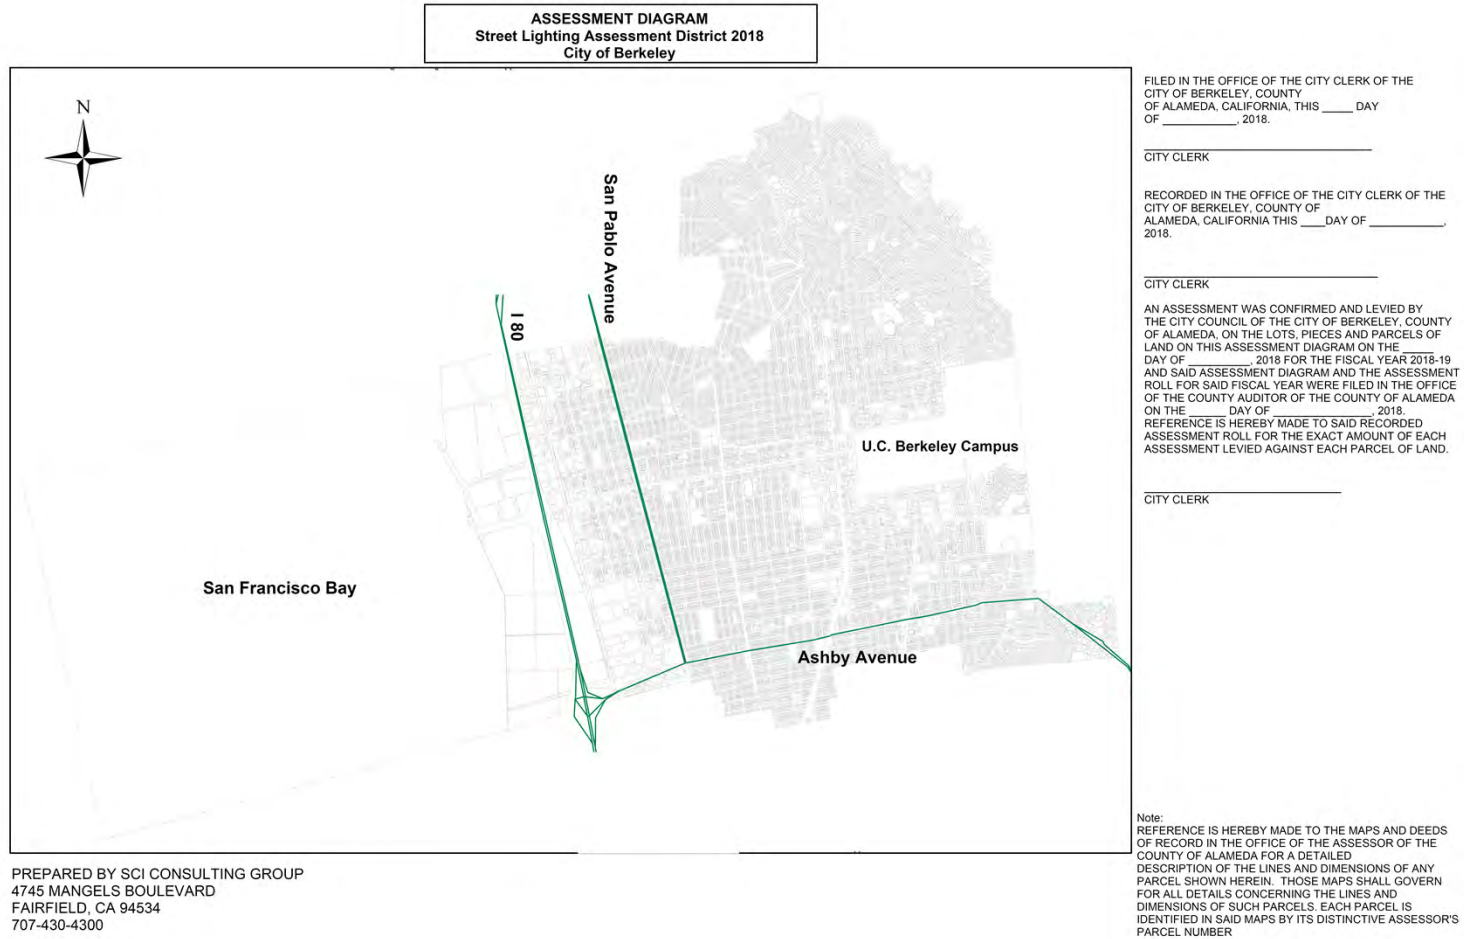 ASSESSMENT DIAGRAM
Street Lighting Assessment District 2018
City of Berkeley
N
San Pablo Avenue
I 80
U.C. Berkeley Campus
San Francisco Bay
Ashby Avenue
FILED IN THE OFFICE OF THE CITY CLERK OF THE
CITY OF BERKELEY, COUNTY
OF ALAMEDA, CALIFORNIA, THIS _____ DAY
OF ____________, 2018.
CITY CLERK
RECORDED IN THE OFFICE OF THE CITY CLERK OF THE
CITY OF BERKELEY, COUNTY OF
ALAMEDA, CALIFORNIA THIS ____DAY OF ____________,
2018.
CITY CLERK
AN ASSESSMENT WAS CONFIRMED AND LEVIED BY
THE CITY COUNCIL OF THE CITY OF BERKELEY, COUNTY
OF ALAMEDA, ON THE LOTS, PIECES AND PARCELS OF
LAND ON THIS ASSESSMENT DIAGRAM ON THE _____
DAY OF __________, 2018 FOR THE FISCAL YEAR 2018-19
AND SAID ASSESSMENT DIAGRAM AND THE ASSESSMENT
ROLL FOR SAID FISCAL YEAR WERE FILED IN THE OFFICE
OF THE COUNTY AUDITOR OF THE COUNTY OF ALAMEDA
ON THE ______ DAY OF ________________, 2018.
REFERENCE IS HEREBY MADE TO SAID RECORDED
ASSESSMENT ROLL FOR THE EXACT AMOUNT OF EACH
ASSESSMENT LEVIED AGAINST EACH PARCEL OF LAND.
CITY CLERK
Note:
REFERENCE IS HEREBY MADE TO THE MAPS AND DEEDS
OF RECORD IN THE OFFICE OF THE ASSESSOR OF THE
COUNTY OF ALAMEDA FOR A DETAILED
DESCRIPTION OF THE LINES AND DIMENSIONS OF ANY
PARCEL SHOWN HEREIN. THOSE MAPS SHALL GOVERN
FOR ALL DETAILS CONCERNING THE LINES AND
DIMENSIONS OF SUCH PARCELS. EACH PARCEL IS
IDENTIFIED IN SAID MAPS BY ITS DISTINCTIVE ASSESSOR'S
PARCEL NUMBER
PREPARED BY SCI CONSULTING GROUP
4745 MANGELS BOULEVARD
FAIRFIELD, CA 94534
707-430-4300